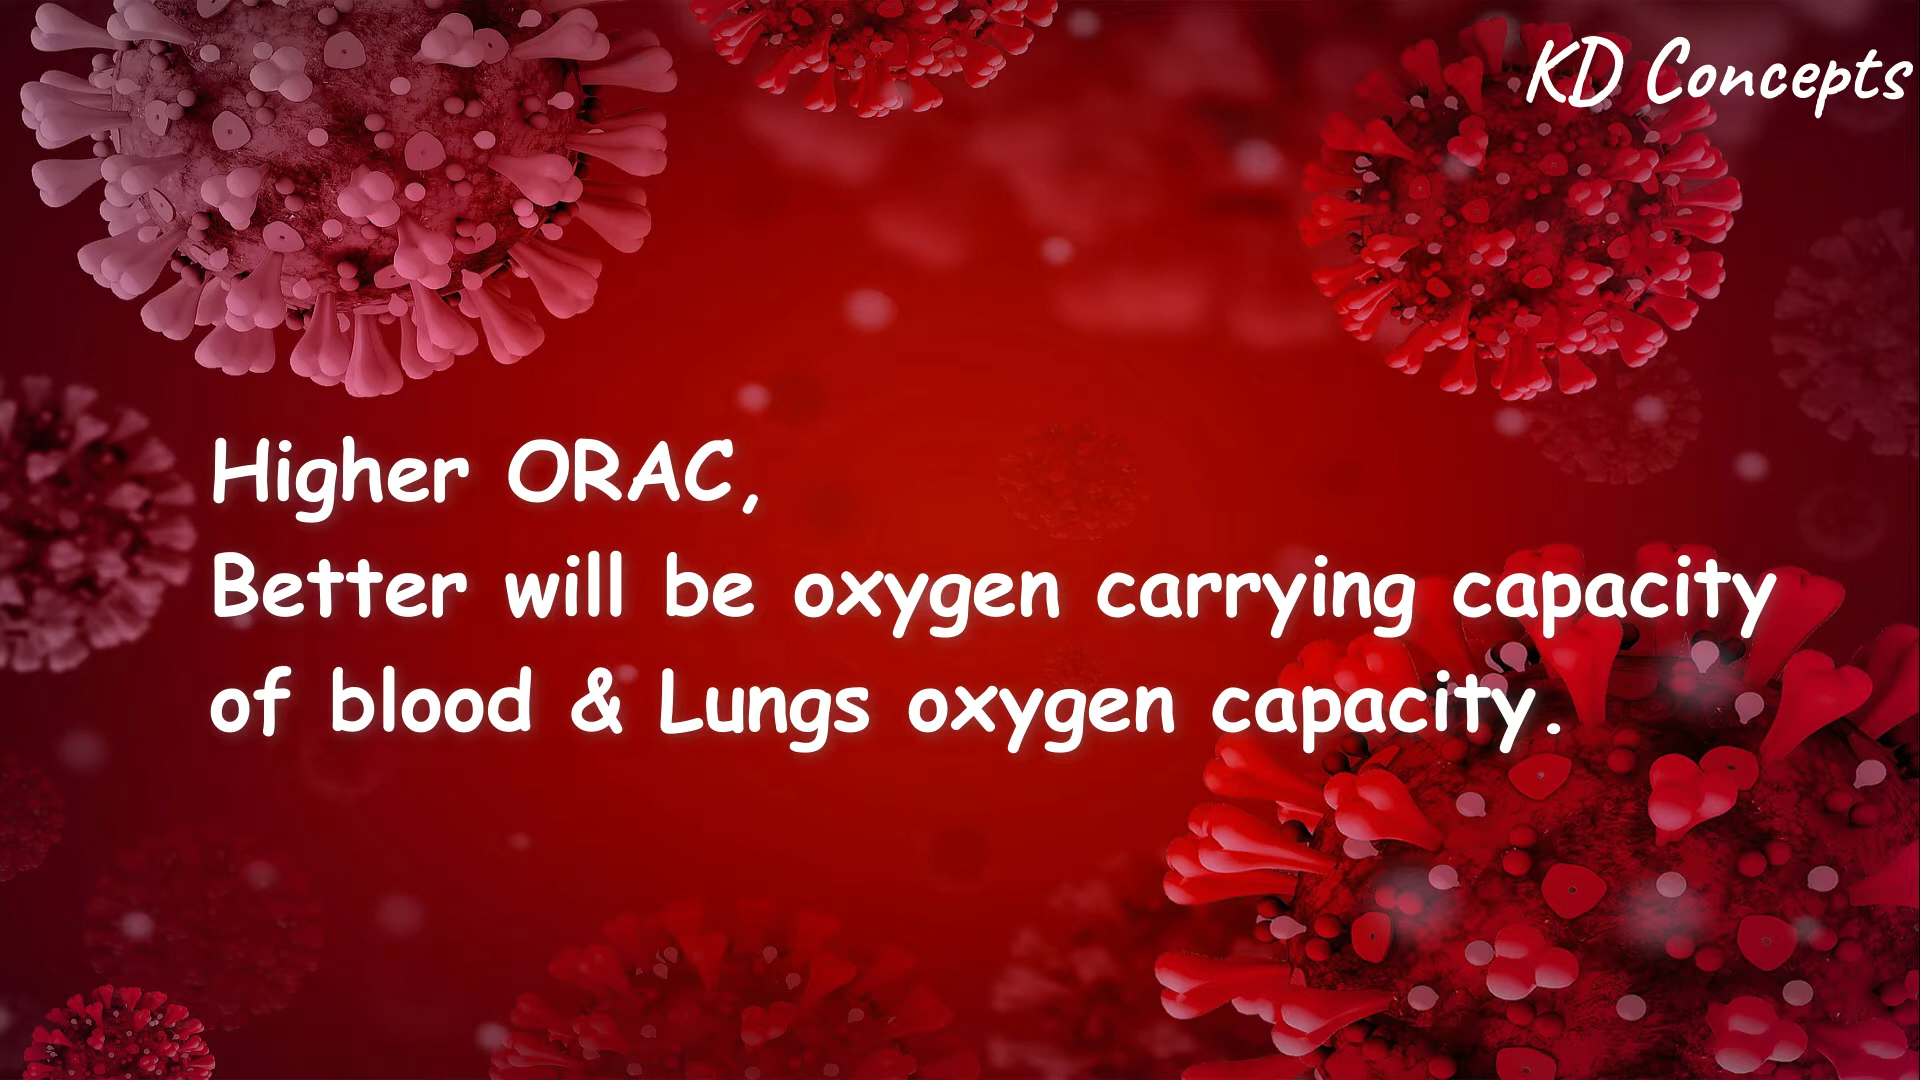 KD Concepts
Higher ORAC,
Better will be oxygen carrying capacity
of blood & Lungs oxygen capacity.